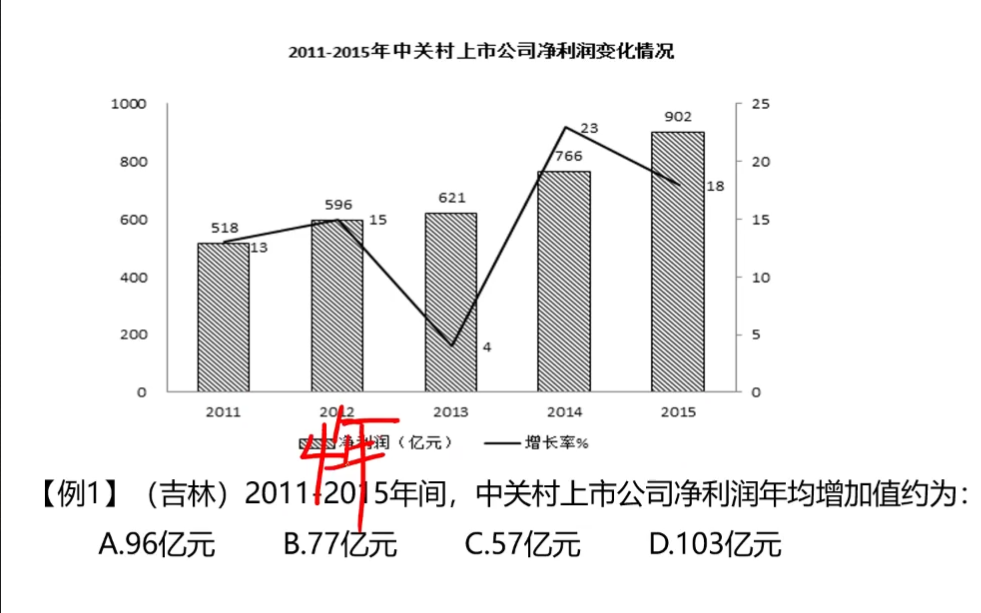 2011-2015年中关村上市公司净利润变化情况
1000 25
902
800 23 766 20
18
600 518 596 621 15
13 15
400 10
200 4 5
0 0
2011 2012 2013 2014 2015
净利润（亿元） 增长率%
4年
【例1】（吉林）2011-2015年间，中关村上市公司净利润年均增加值约为：
A.96亿元 B.77亿元 C.57亿元 D.103亿元